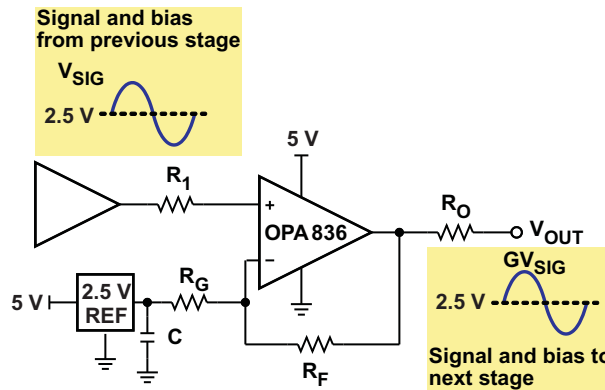 Signal and bias
from previous stage
VSIG
2.5 V
5 V
R1
+
OPA836
−
RO
VOUT
GVSIG
2.5 V
Signal and bias to
next stage
5 V
2.5 V
REF
RG
C
RF